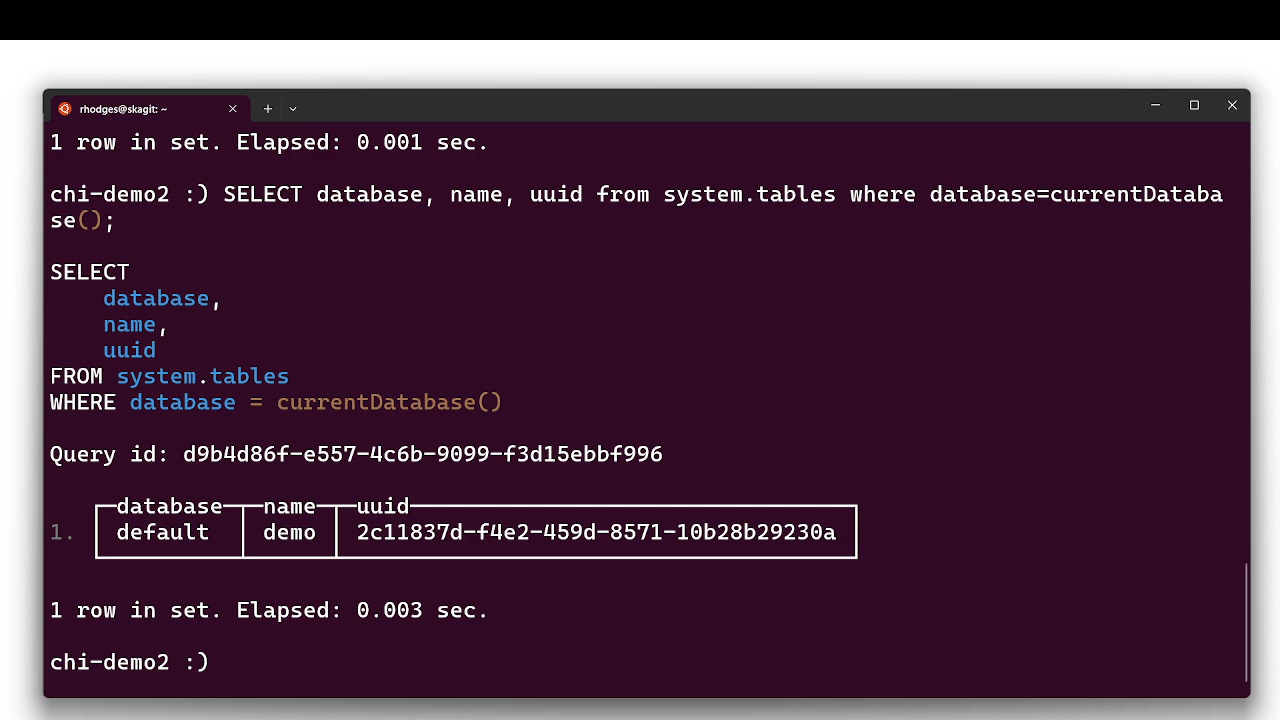 rhodges@skagit: ~
1 row in set. Elapsed: 0.001 sec.
chi-demo2 :) SELECT database, name, uuid from system.tables where database=currentDataba
se();
SELECT
    database,
    name,
    uuid
FROM system.tables
WHERE database = currentDatabase()
Query id: d9b4d86f-e557-4c6b-9099-f3d15ebbf996
database name uuid
1. default demo 2c11837d-f4e2-459d-8571-10b28b29230a
1 row in set. Elapsed: 0.003 sec.
chi-demo2 :)